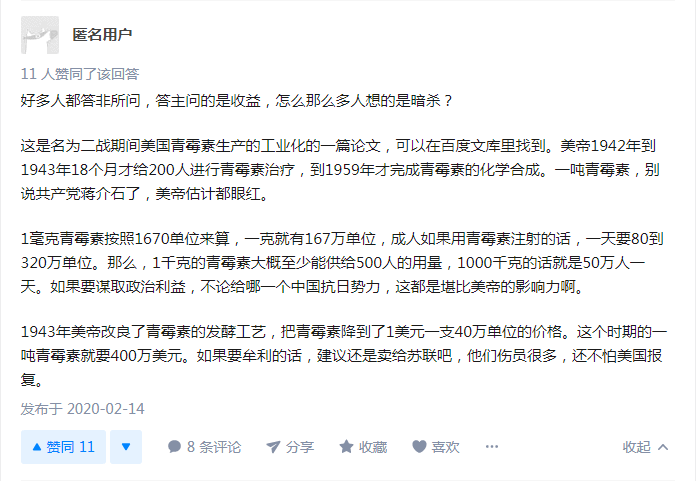 匿名用户
11 人赞同了该回答
好多人都答非所问，答主问的是收益，怎么那么多人想的是暗杀？
这是名为二战期间美国青霉素生产的工业化的一篇论文，可以在百度文库里找到。美帝1942年到
1943年18个月才给200人进行青霉素治疗，到1959年才完成青霉素的化学合成。一吨青霉素，别
说共产党蒋介石了，美帝估计都眼红。
1毫克青霉素按照1670单位来算，一克就有167万单位，成人如果用青霉素注射的话，一天要80到
320万单位。那么，1千克的青霉素大概至少能供给500人的用量，1000千克的话就是50万人一
天。如果要谋取政治利益，不论给哪一个中国抗日势力，这都是堪比美帝的影响力啊。
1943年美帝改良了青霉素的发酵工艺，把青霉素降到了1美元一支40万单位的价格。这个时期的一
吨青霉素就要400万美元。如果要牟利的话，建议还是卖给苏联吧，他们伤员很多，还不怕美国报
复。
发布于 2020-02-14
赞同 11 8 条评论 分享 收藏 喜欢 ··· 收起